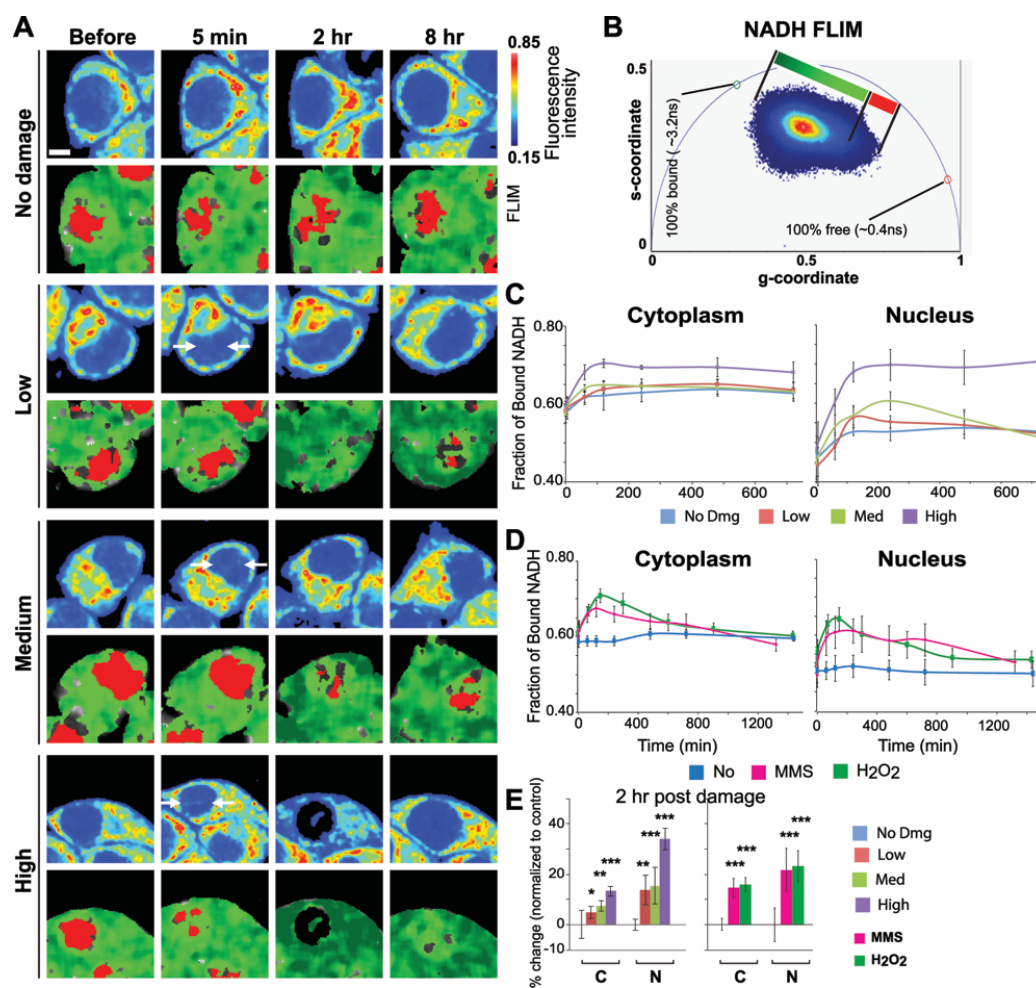 A
Before 5 min 2 hr 8 hr
0.85
Fluorescence intensity
0.15
FLIM
No damage
Low
Medium
High
B
NADH FLIM
0.5
s-coordinate
0
100% bound ( ~3.2ns)
100% free (~0.4ns)
0 0.5 1
g-coordinate
C
Cytoplasm Nucleus
Fraction of Bound NADH
0.80
0.60
0.40
0 200 400 600 0 200 400 600
No Dmg Low Med High
D
Cytoplasm Nucleus
Fraction of Bound NADH
0.80
0.60
0.40
0 400 800 1200 0 400 800 1200
Time (min) Time (min)
No MMS H2O2
E
2 hr post damage
% change (normalized to control)
40
30
20
10
0
-10
* ** *** ** *** *** *** *** *** ***
C N C N
No Dmg
Low
Med
High
MMS
H2O2